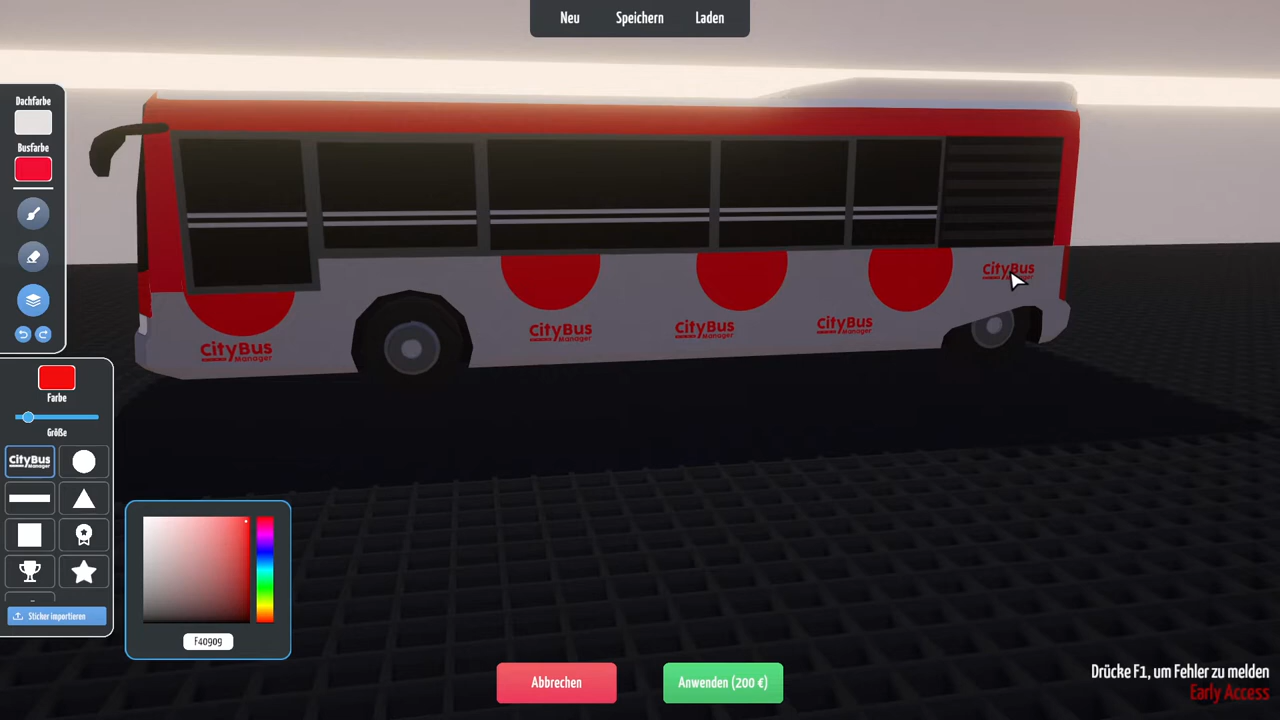 Neu Speichern Laden
Dachfarbe
Busfarbe
Farbe
Größe
CityBus
Manager
Sticker importieren
F40909
CityBus
Manager
CityBus
Manager
CityBus
Manager
CityBus
Manager
CityBus
Manager
Abbrechen
Anwenden (200 €)
Drücke F1, um Fehler zu melden
Early Access